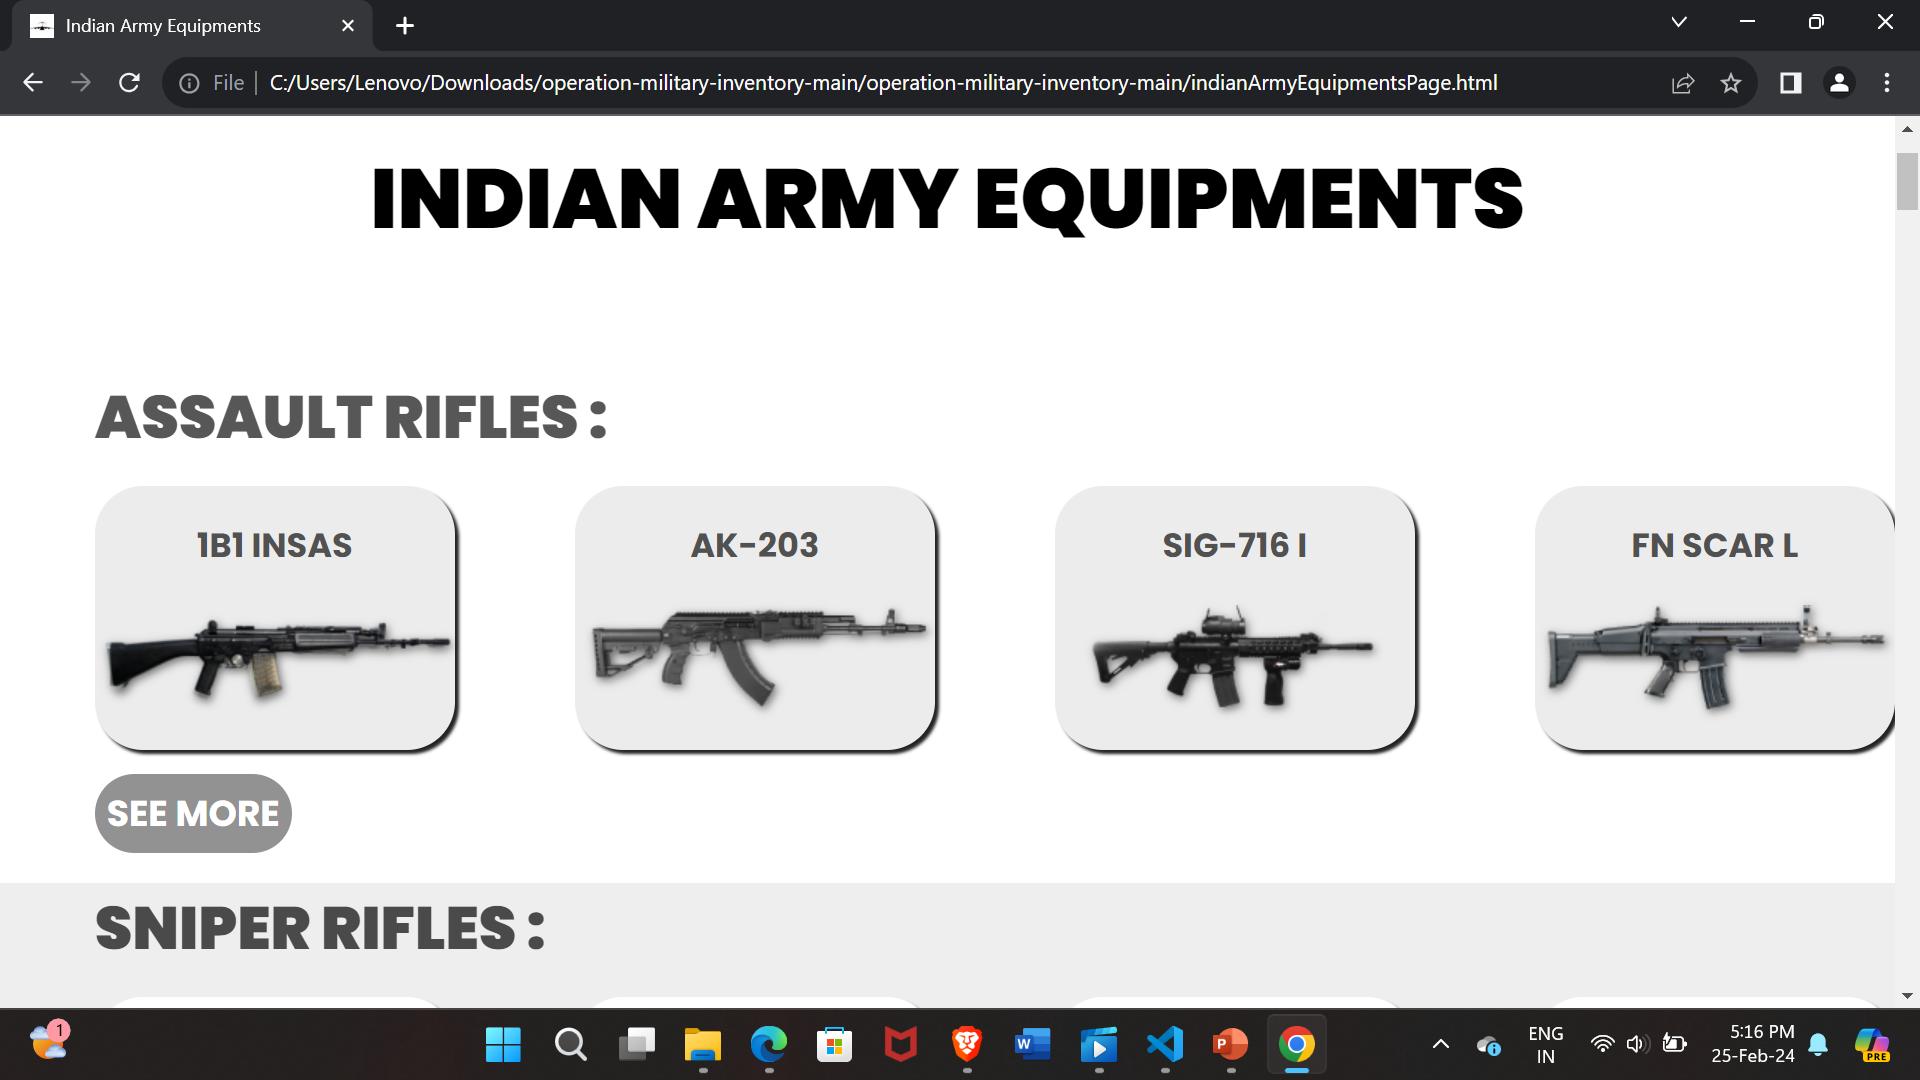 Indian Army Equipments
File
C:/Users/Lenovo/Downloads/operation-military-inventory-main/operation-military-inventory-main/indianArmyEquipmentsPage.html
INDIAN ARMY EQUIPMENTS
ASSAULT RIFLES :
1B1 INSAS
AK-203
SIG-716 I
FN SCAR L
SEE MORE
SNIPER RIFLES :
1
W
P
ENG
IN
5:16 PM
25-Feb-24
PRE